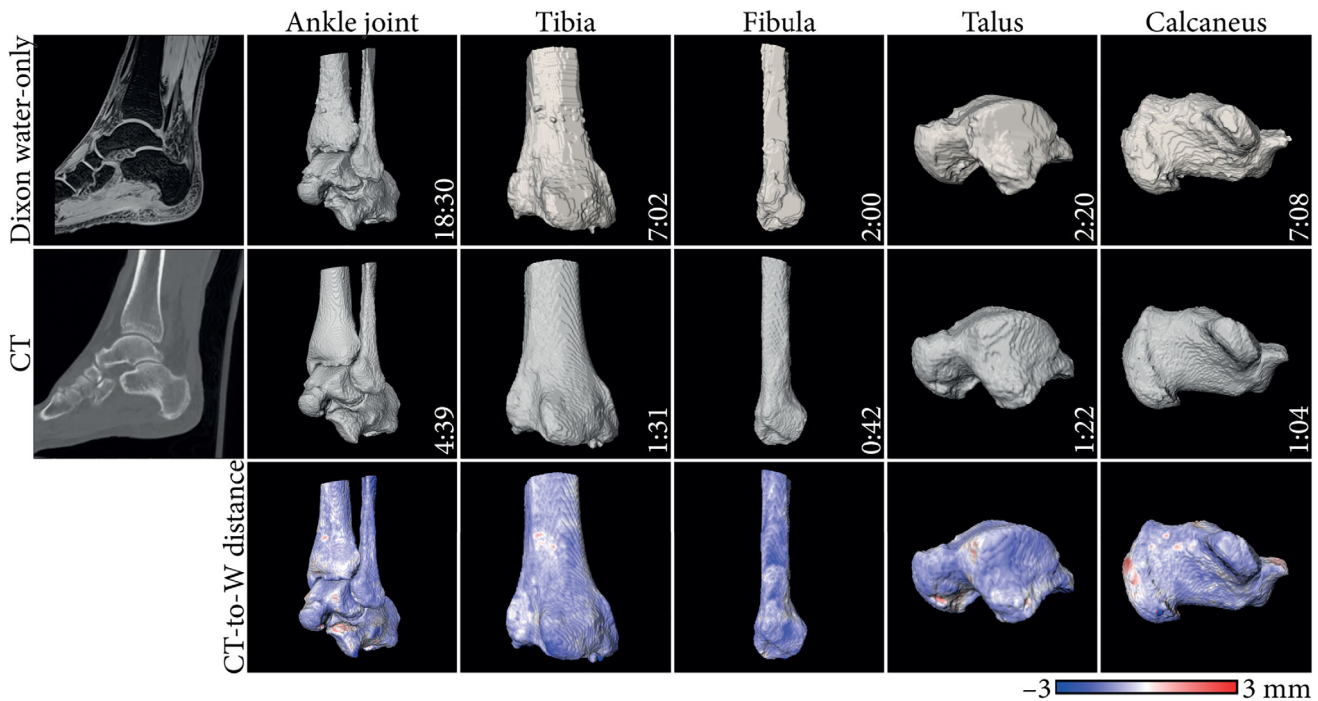 Ankle joint Tibia Fibula Talus Calcaneus
Dixon water-only
18:30 7:02 2:00 2:20 7:08
CT
4:39 1:31 0:42 1:22 1:04
CT-to-W distance
–3 3 mm